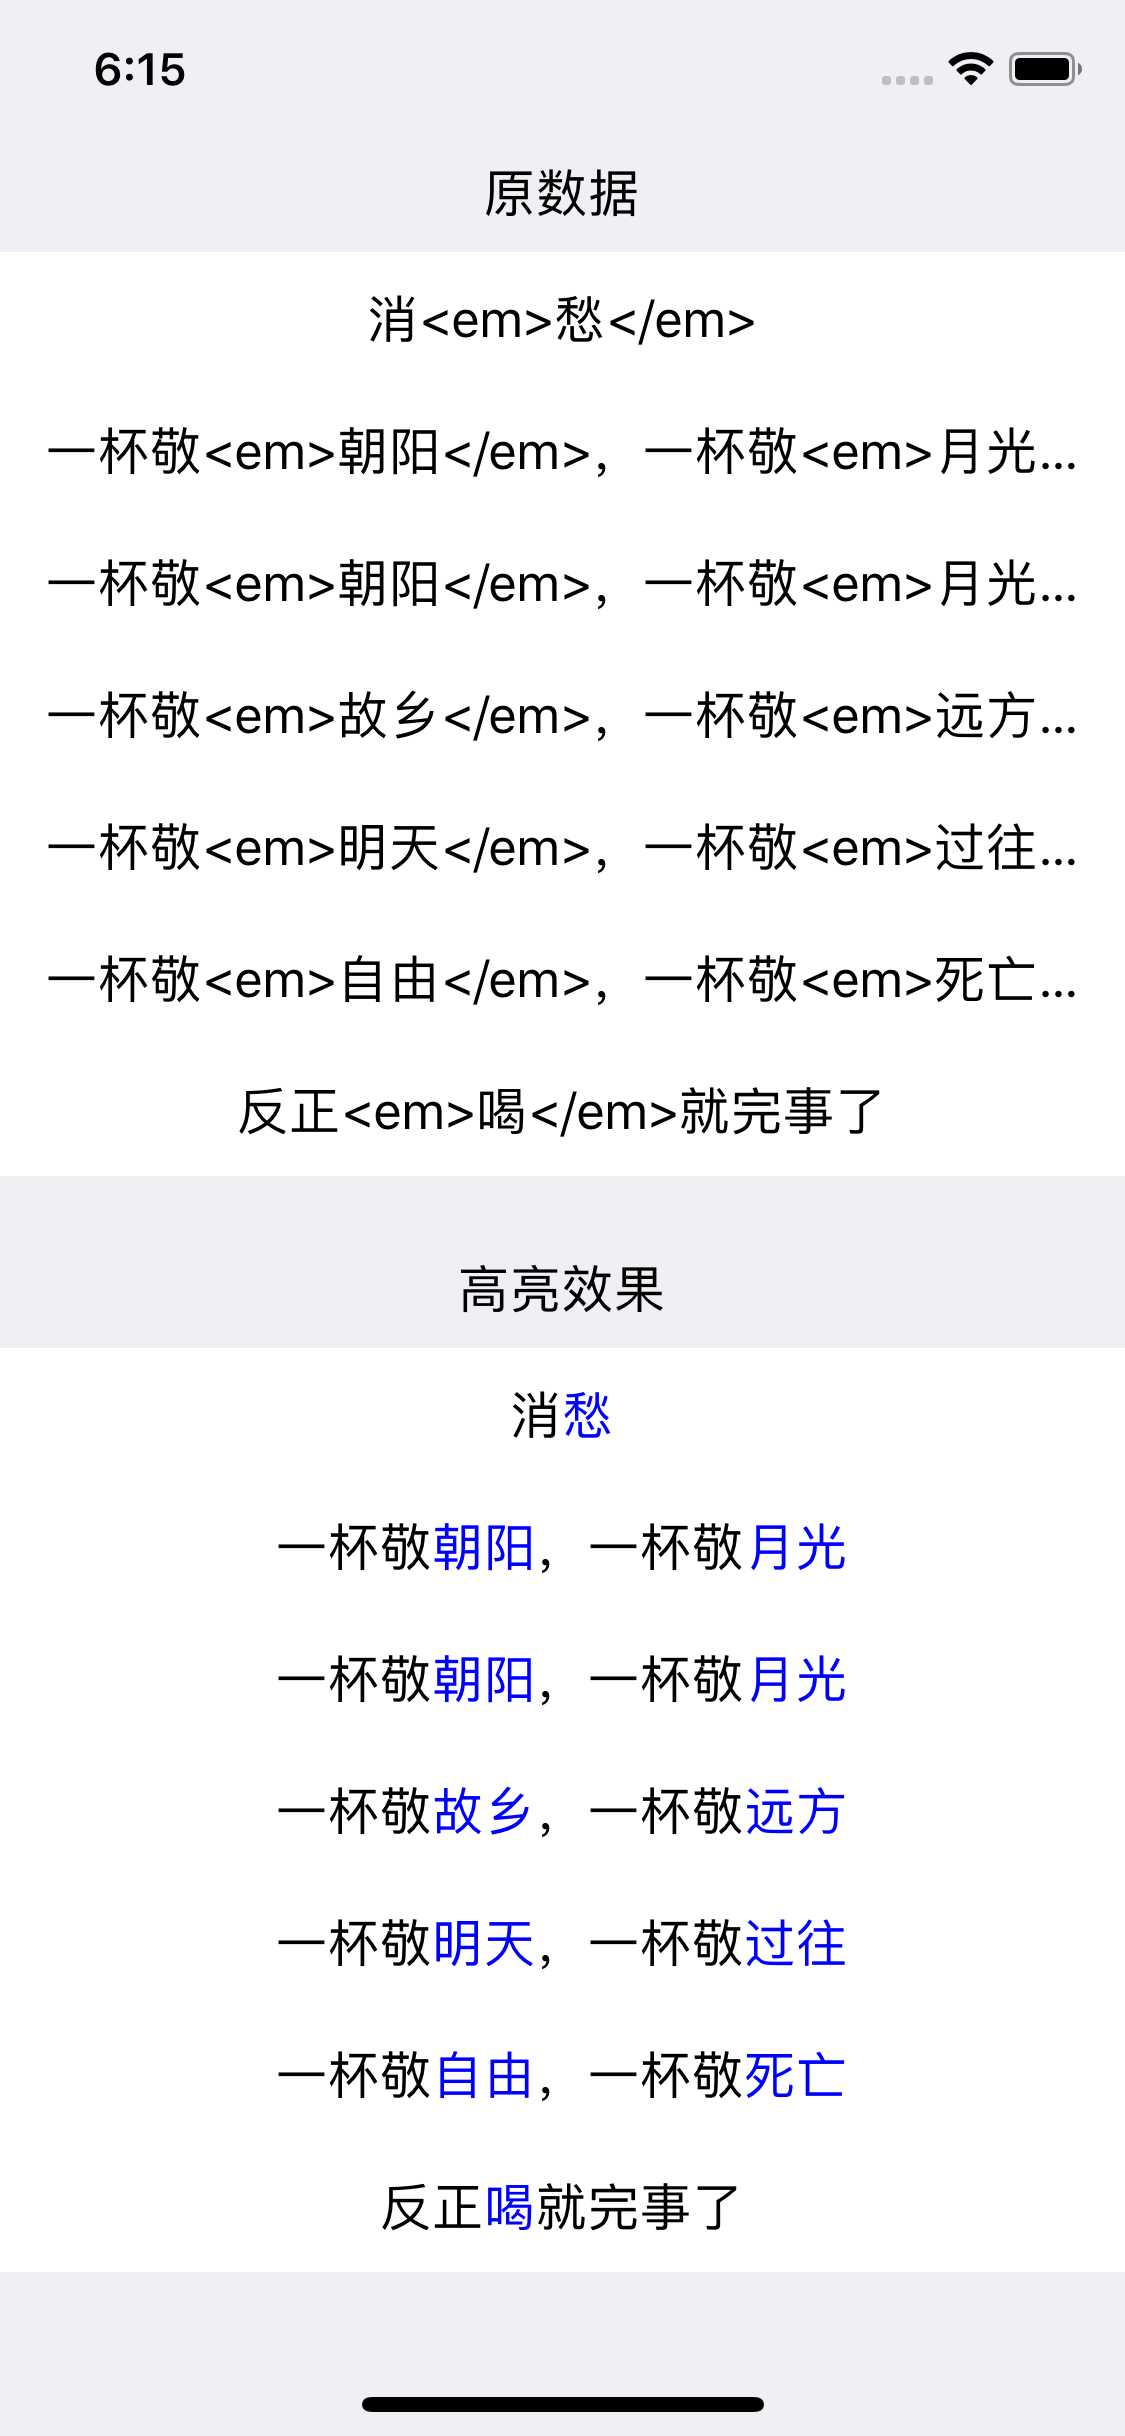 6:15
原数据
消<em>愁</em>
一杯敬<em>朝阳</em>，一杯敬<em>月光...
一杯敬<em>朝阳</em>，一杯敬<em>月光...
一杯敬<em>故乡</em>，一杯敬<em>远方...
一杯敬<em>明天</em>，一杯敬<em>过往...
一杯敬<em>自由</em>，一杯敬<em>死亡...
反正<em>喝</em>就完事了
高亮效果
消愁
一杯敬朝阳，一杯敬月光
一杯敬朝阳，一杯敬月光
一杯敬故乡，一杯敬远方
一杯敬明天，一杯敬过往
一杯敬自由，一杯敬死亡
反正喝就完事了